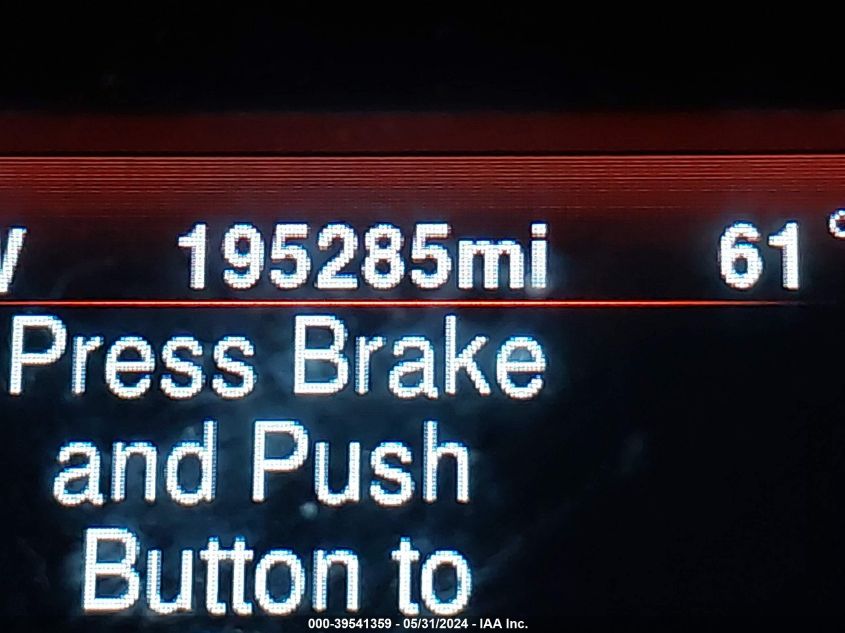 W 195285mi 61°
Press Brake
and Push
Button to
000-39541359 - 05/31/2024 - IAA Inc.